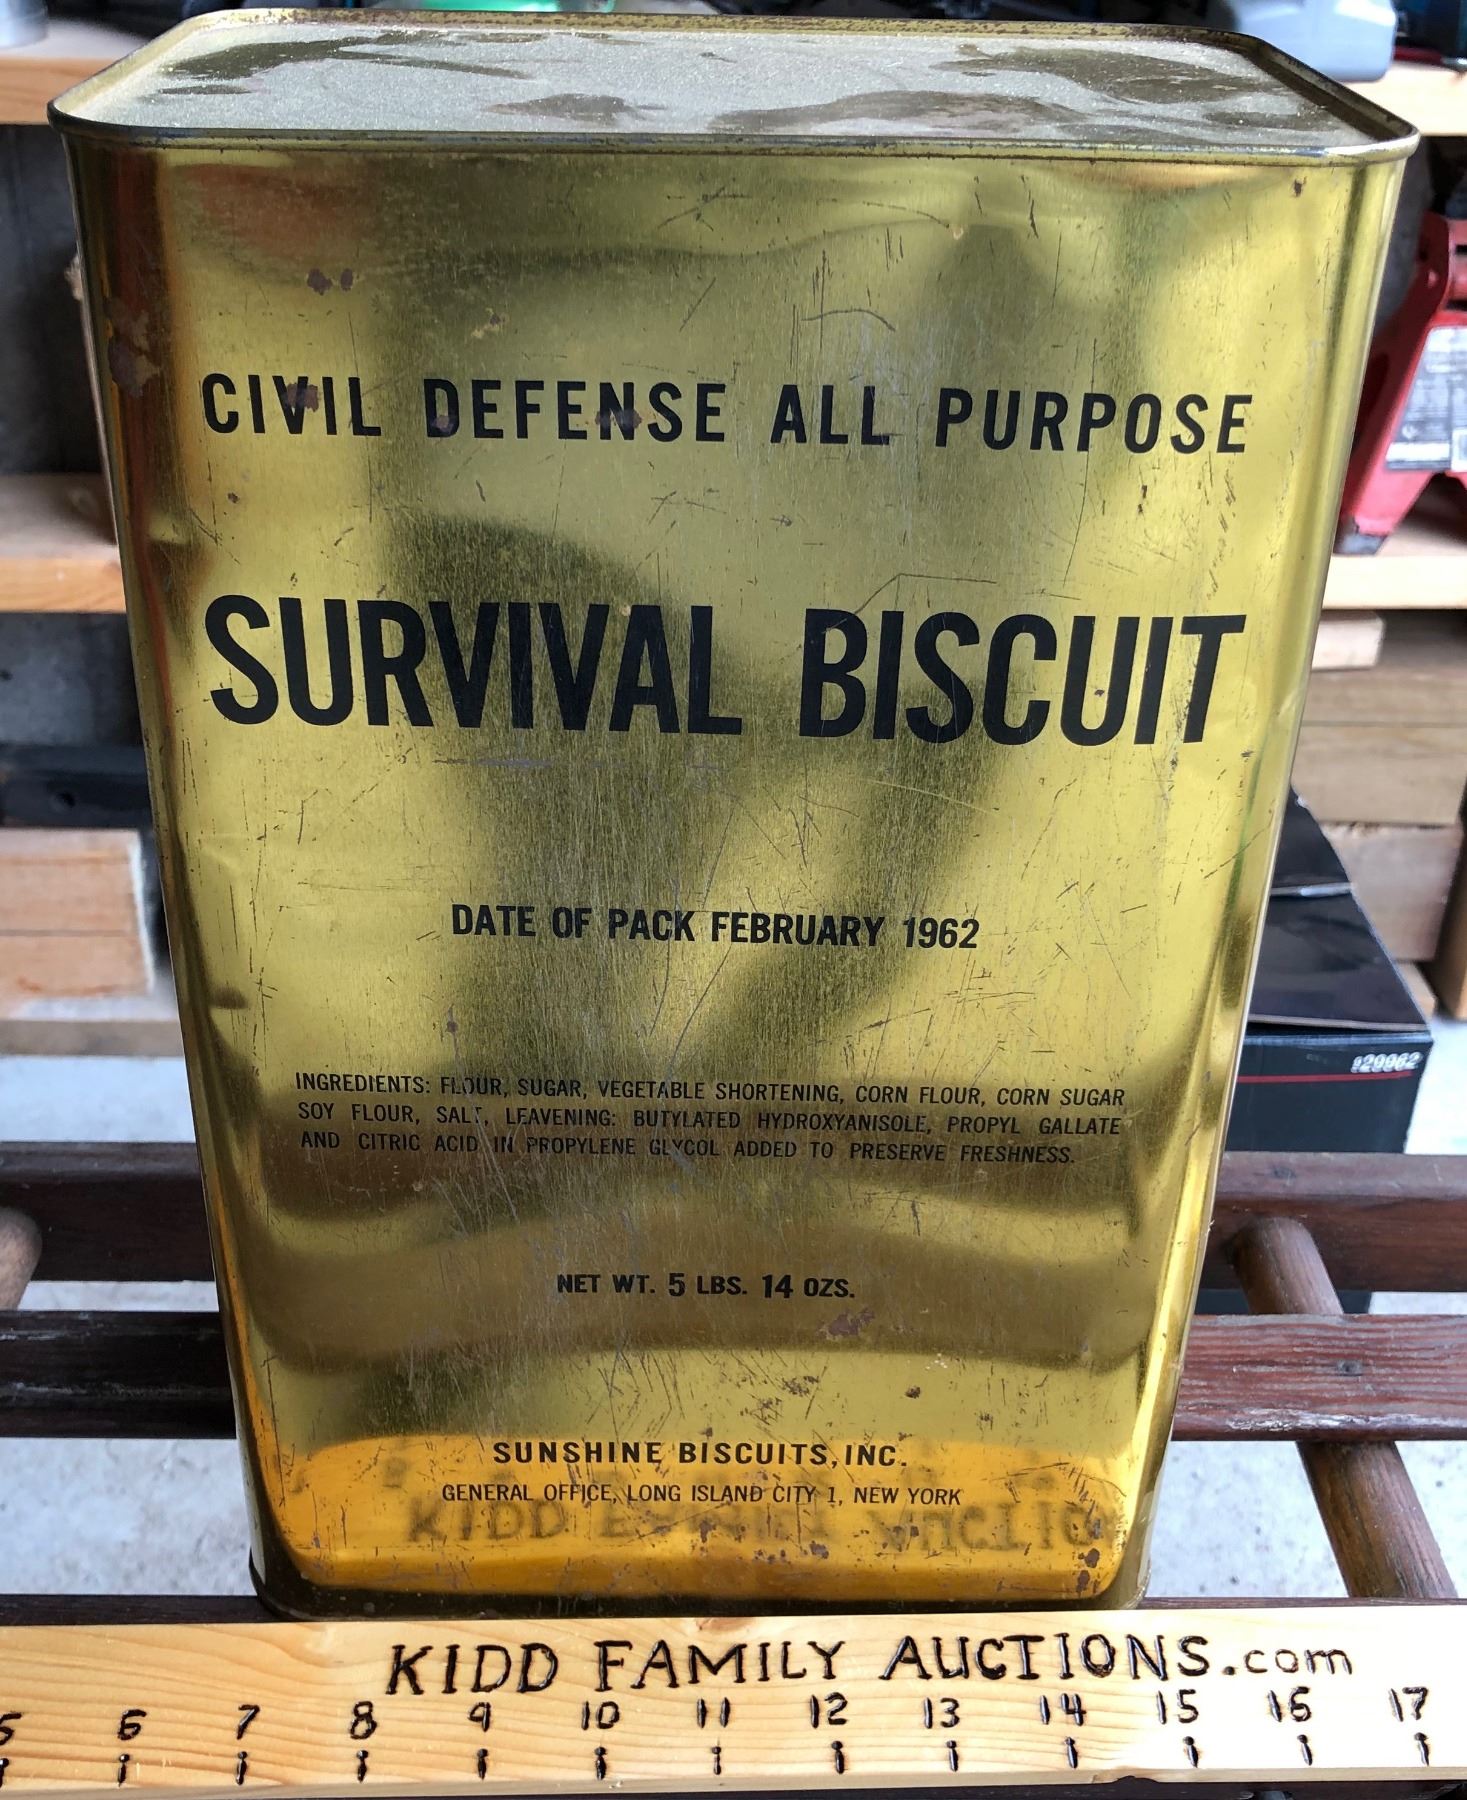 CIVIL DEFENSE ALL PURPOSE
SURVIVAL BISCUIT
DATE OF PACK FEBRUARY 1962
INGREDIENTS: FLOUR, SUGAR, VEGETABLE SHORTENING, CORN FLOUR, CORN SUGAR
SOY FLOUR, SALT, LEAVENING: BUTYLATED HYDROXYANISOLE, PROPYL GALLATE
AND CITRIC ACID IN PROPYLENE GLYCOL ADDED TO PRESERVE FRESHNESS.
NET WT. 5 LBS. 14 OZS.
SUNSHINE BISCUITS, INC.
GENERAL OFFICE, LONG ISLAND CITY 1, NEW YORK
KIDD FAMILY AUCTIONS.com
5 6 7 8 9 10 11 12 13 14 15 16 17